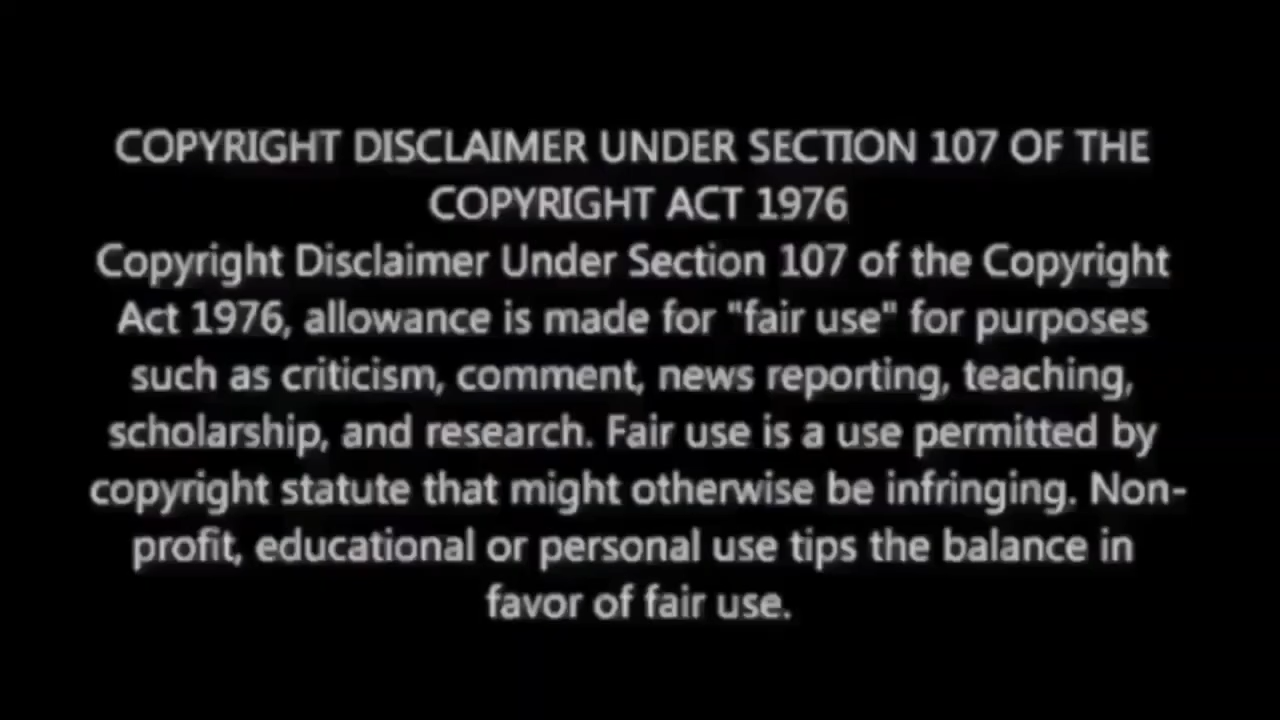 COPYRIGHT DISCLAIMER UNDER SECTION 107 OF THE
COPYRIGHT ACT 1976
Copyright Disclaimer Under Section 107 of the Copyright
Act 1976, allowance is made for "fair use" for purposes
such as criticism, comment, news reporting, teaching,
scholarship, and research. Fair use is a use permitted by
copyright statute that might otherwise be infringing. Non-
profit, educational or personal use tips the balance in
favor of fair use.